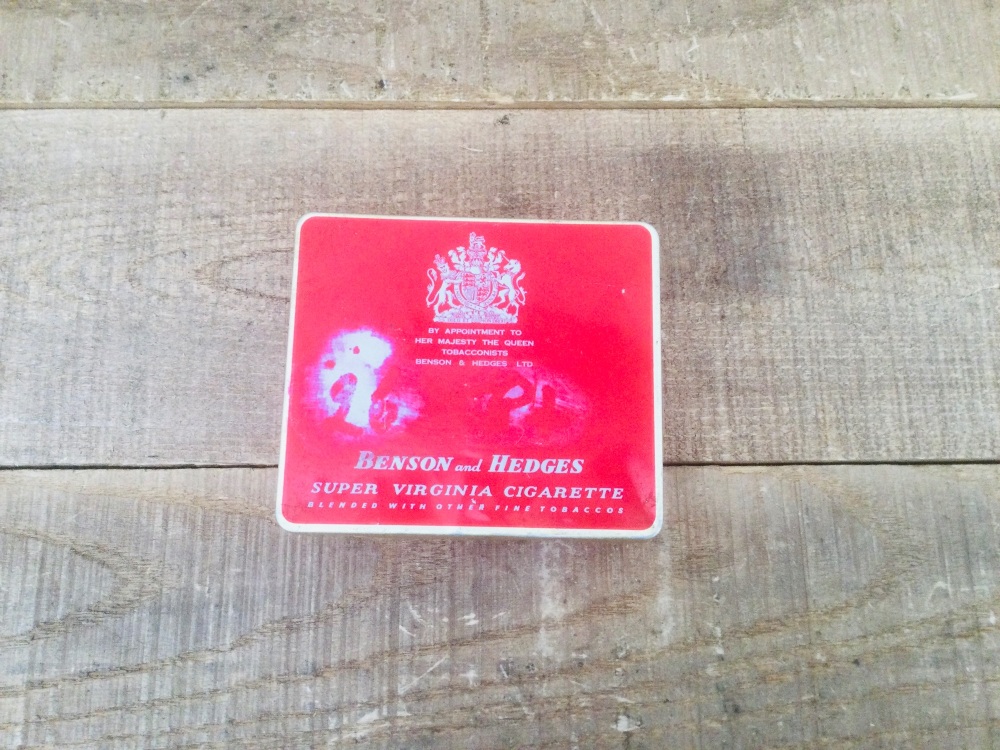 BY APPOINTMENT TO
HER MAJESTY THE QUEEN
TOBACCONISTS
BENSON & HEDGES LTD
BENSON and HEDGES
SUPER VIRGINIA CIGARETTE
BLENDED WITH OTHER FINE TOBACCOS